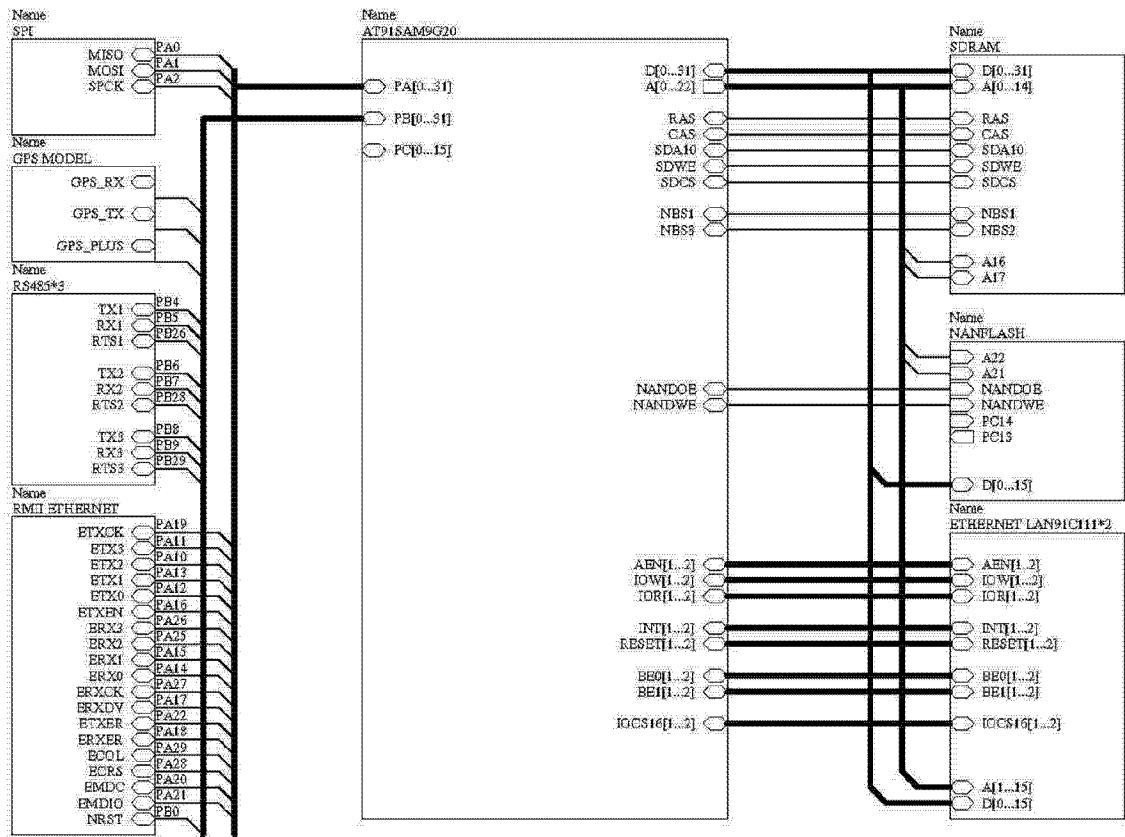 Name
SPI
MISO PA0
MOSI PA1
SPCK PA2
Name
GPS MODEL
GPS_RX
GPS_TX
GPS_PLUS
Name
RS485*3
TX1 PB4
RX1 PB5
RTS1 PB26
TX2 PB6
RX2 PB7
RTS2 PB28
TX3 PB8
RX3 PB9
RTS3 PB29
Name
RMII ETHERNET
ETXCK PA19
ETX3 PA11
ETX2 PA10
ETX1 PA13
ETX0 PA12
ETXEN PA16
ERX3 PA26
ERX2 PA25
ERX1 PA15
ERX0 PA14
ERXCK PA27
ERXDV PA17
ETXER PA22
ERXER PA18
ECOL PA29
ECRS PA28
EMDC PA20
EMDIO PA21
NRST PB0
Name
AT91SAM9G20
PA[0...31]
PB[0...31]
PC[0...15]
D[0...31]
A[0...22]
RAS
CAS
SDA10
SDWE
SDCS
NBS1
NBS3
NANDOE
NANDWE
AEN[1...2]
IOW[1...2]
IOR[1...2]
INT[1...2]
RESET[1...2]
BE0[1...2]
BE1[1...2]
IOCS16[1...2]
Name
SDRAM
D[0...31]
A[0...14]
RAS
CAS
SDA10
SDWE
SDCS
NBS1
NBS2
A16
A17
Name
NANFLASH
A22
A21
NANDOE
NANDWE
PC14
PC13
D[0...15]
Name
ETHERNET LAN91C111*2
AEN[1...2]
IOW[1...2]
IOR[1...2]
INT[1...2]
RESET[1...2]
BE0[1...2]
BE1[1...2]
IOCS16[1...2]
A[1...15]
D[0...15]